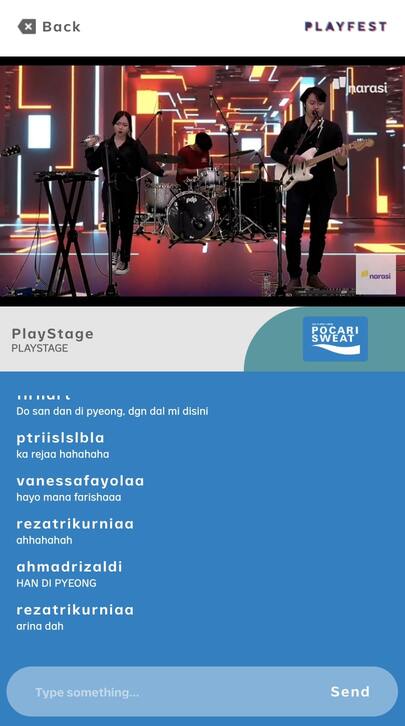 Back
PLAYFEST
narasi
pdp
narasi
PlayStage
PLAYSTAGE
POCARI
SWEAT
Do san dan di pyeong, dgn dal mi disini
ptriislslbla
ka rejaa hahahaha
vanessafayolaa
hayo mana farishaaa
rezatrikurniaa
ahhahahah
ahmadrizaldi
HAN DI PYEONG
rezatrikurniaa
arina dah
Type something...
Send